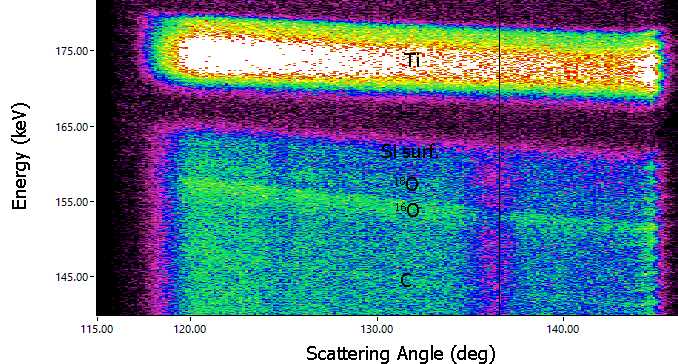 175.00
Ti
165.00
Si surf.
¹⁸O
155.00
¹⁶O
145.00
C
Energy (keV)
115.00 120.00 130.00 140.00
Scattering Angle (deg)